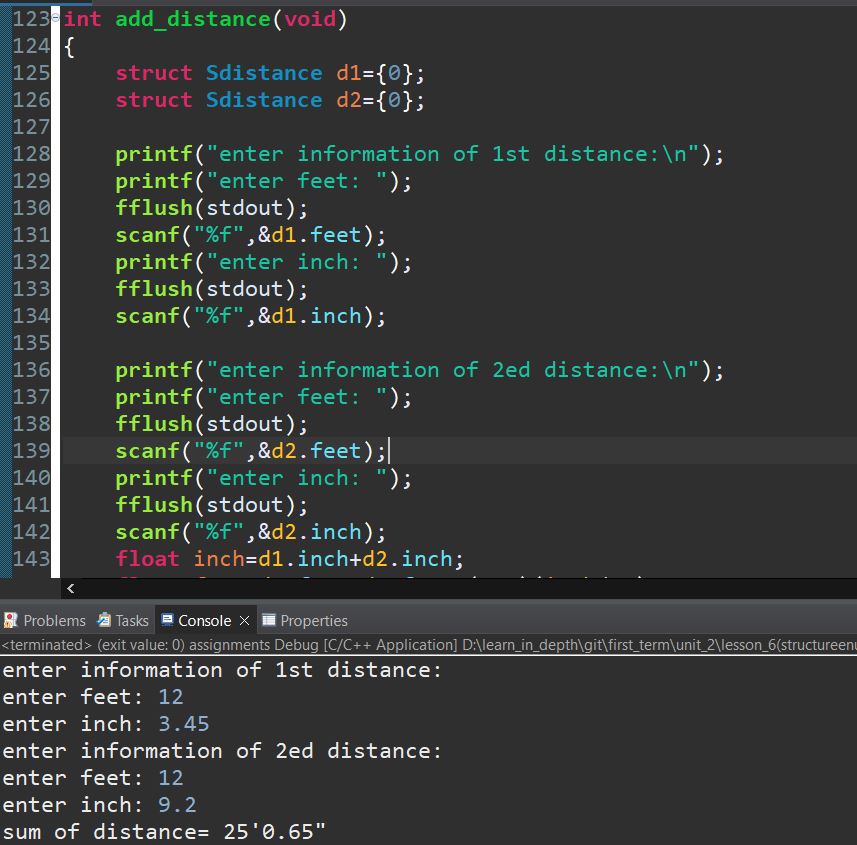 123 int add_distance(void)
124 {
125     struct Sdistance d1={0};
126     struct Sdistance d2={0};
127
128     printf("enter information of 1st distance:\n");
129     printf("enter feet: ");
130     fflush(stdout);
131     scanf("%f",&d1.feet);
132     printf("enter inch: ");
133     fflush(stdout);
134     scanf("%f",&d1.inch);
135
136     printf("enter information of 2ed distance:\n");
137     printf("enter feet: ");
138     fflush(stdout);
139     scanf("%f",&d2.feet);
140     printf("enter inch: ");
141     fflush(stdout);
142     scanf("%f",&d2.inch);
143     float inch=d1.inch+d2.inch;
Problems Tasks Console Properties
<terminated> (exit value: 0) assignments Debug [C/C++ Application] D:\learn_in_depth\git\first_term\unit_2\lesson_6(structureenu
enter information of 1st distance:
enter feet: 12
enter inch: 3.45
enter information of 2ed distance:
enter feet: 12
enter inch: 9.2
sum of distance= 25'0.65"